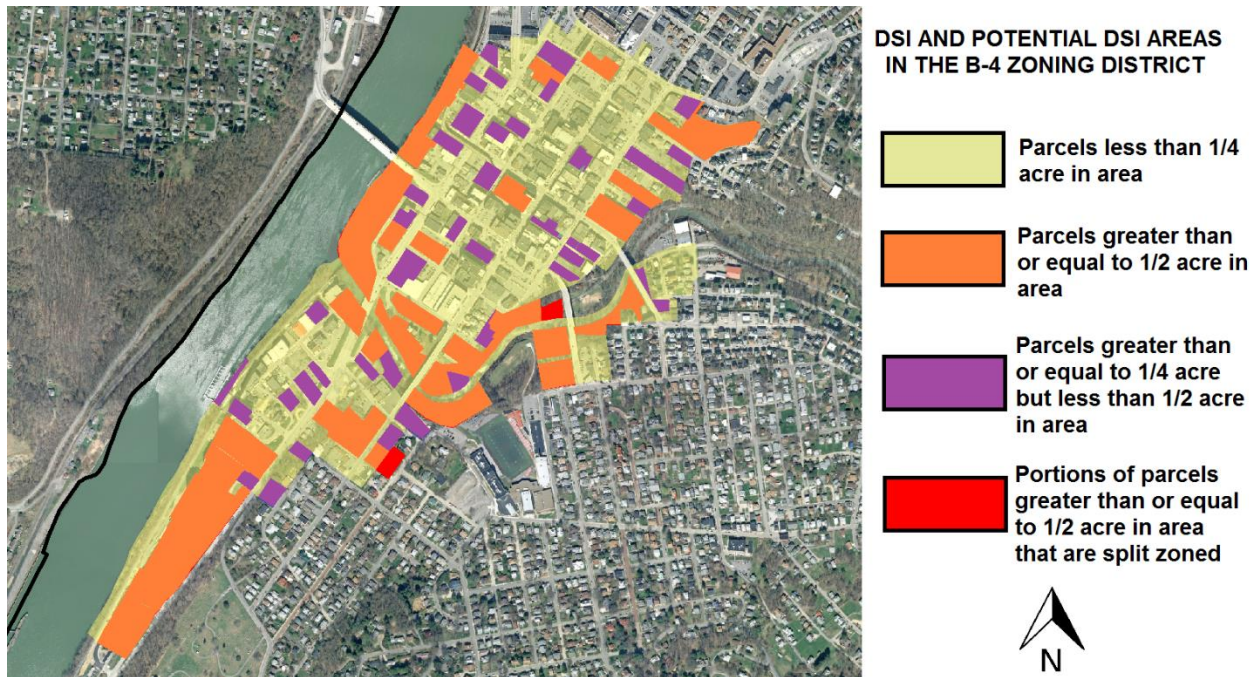 DSI AND POTENTIAL DSI AREAS
IN THE B-4 ZONING DISTRICT
Parcels less than 1/4
acre in area
Parcels greater than
or equal to 1/2 acre in
area
Parcels greater than
or equal to 1/4 acre
but less than 1/2 acre
in area
Portions of parcels
greater than or equal
to 1/2 acre in area
that are split zoned
N